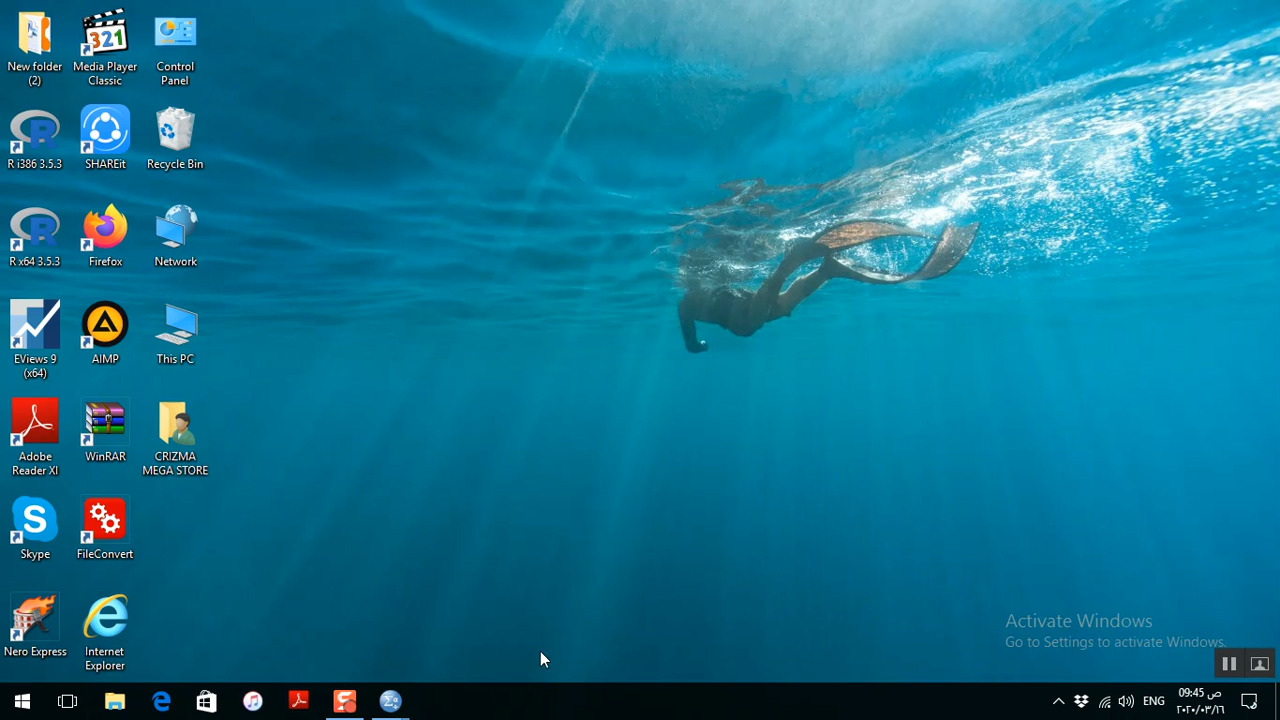 New folder
(2)
Media Player
Classic
Control
Panel
R i386 3.5.3
SHAREit
Recycle Bin
R x64 3.5.3
Firefox
Network
EViews 9
(x64)
AIMP
This PC
Adobe
Reader XI
WinRAR
CRIZMA
MEGA STORE
Skype
FileConvert
Nero Express
Internet
Explorer
Activate Windows
Go to Settings to activate Windows.
ENG
09:45 ص
٢٠٢٠/٠٣/٢٦